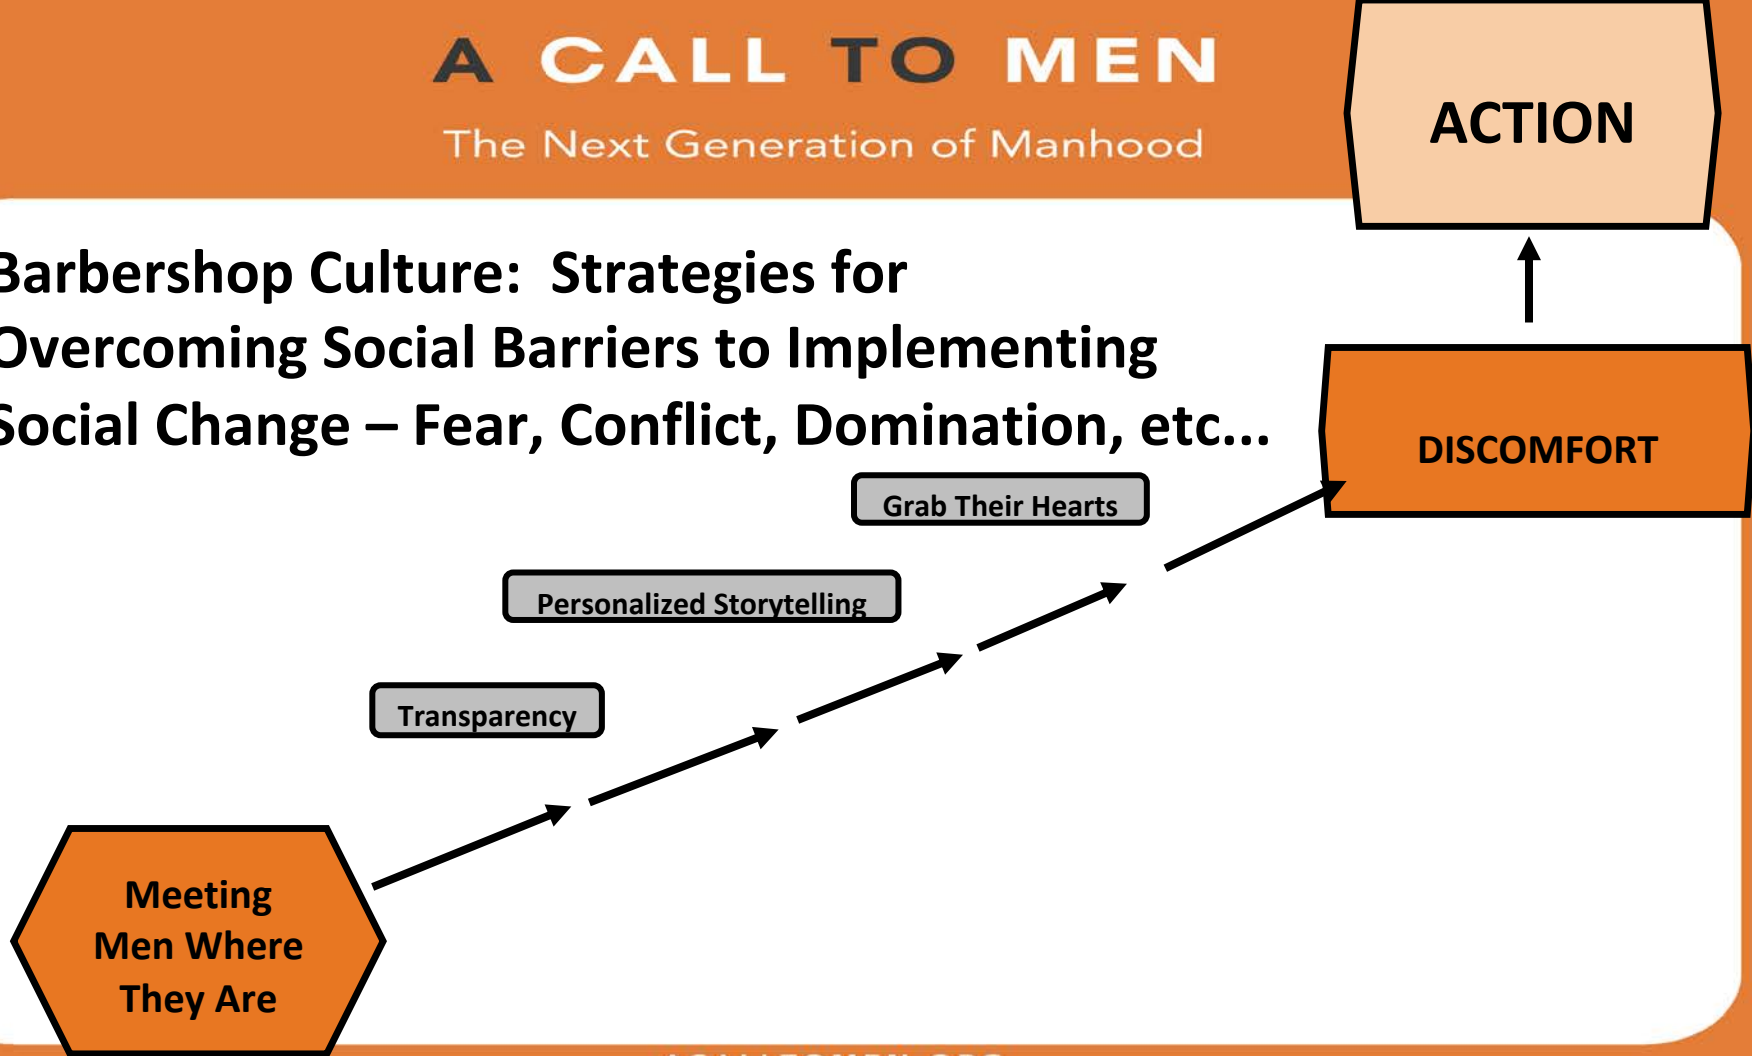 A CALL TO MEN
The Next Generation of Manhood
ACTION
Barbershop Culture: Strategies for
Overcoming Social Barriers to Implementing
Social Change – Fear, Conflict, Domination, etc...
DISCOMFORT
Grab Their Hearts
Personalized Storytelling
Transparency
Meeting
Men Where
They Are